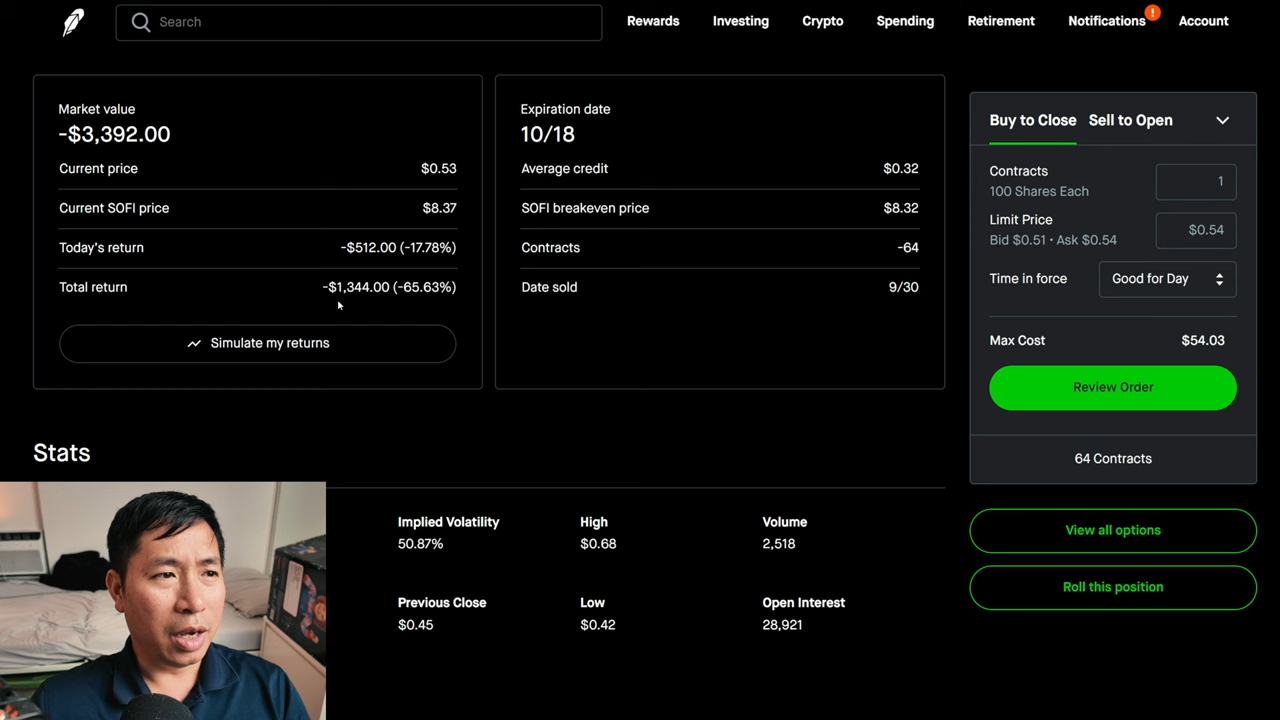 Search
Rewards
Investing
Crypto
Spending
Retirement
Notifications
!
Account
Market value
-$3,392.00
Current price $0.53
Current SOFI price $8.37
Today's return -$512.00 (-17.78%)
Total return -$1,344.00 (-65.63%)
Simulate my returns
Expiration date
10/18
Average credit $0.32
SOFI breakeven price $8.32
Contracts -64
Date sold 9/30
Buy to Close Sell to Open
Contracts
100 Shares Each
1
Limit Price
Bid $0.51 • Ask $0.54
$0.54
Time in force Good for Day
Max Cost $54.03
Review Order
64 Contracts
View all options
Roll this position
Stats
Implied Volatility
50.87%
High
$0.68
Volume
2,518
Previous Close
$0.45
Low
$0.42
Open Interest
28,921